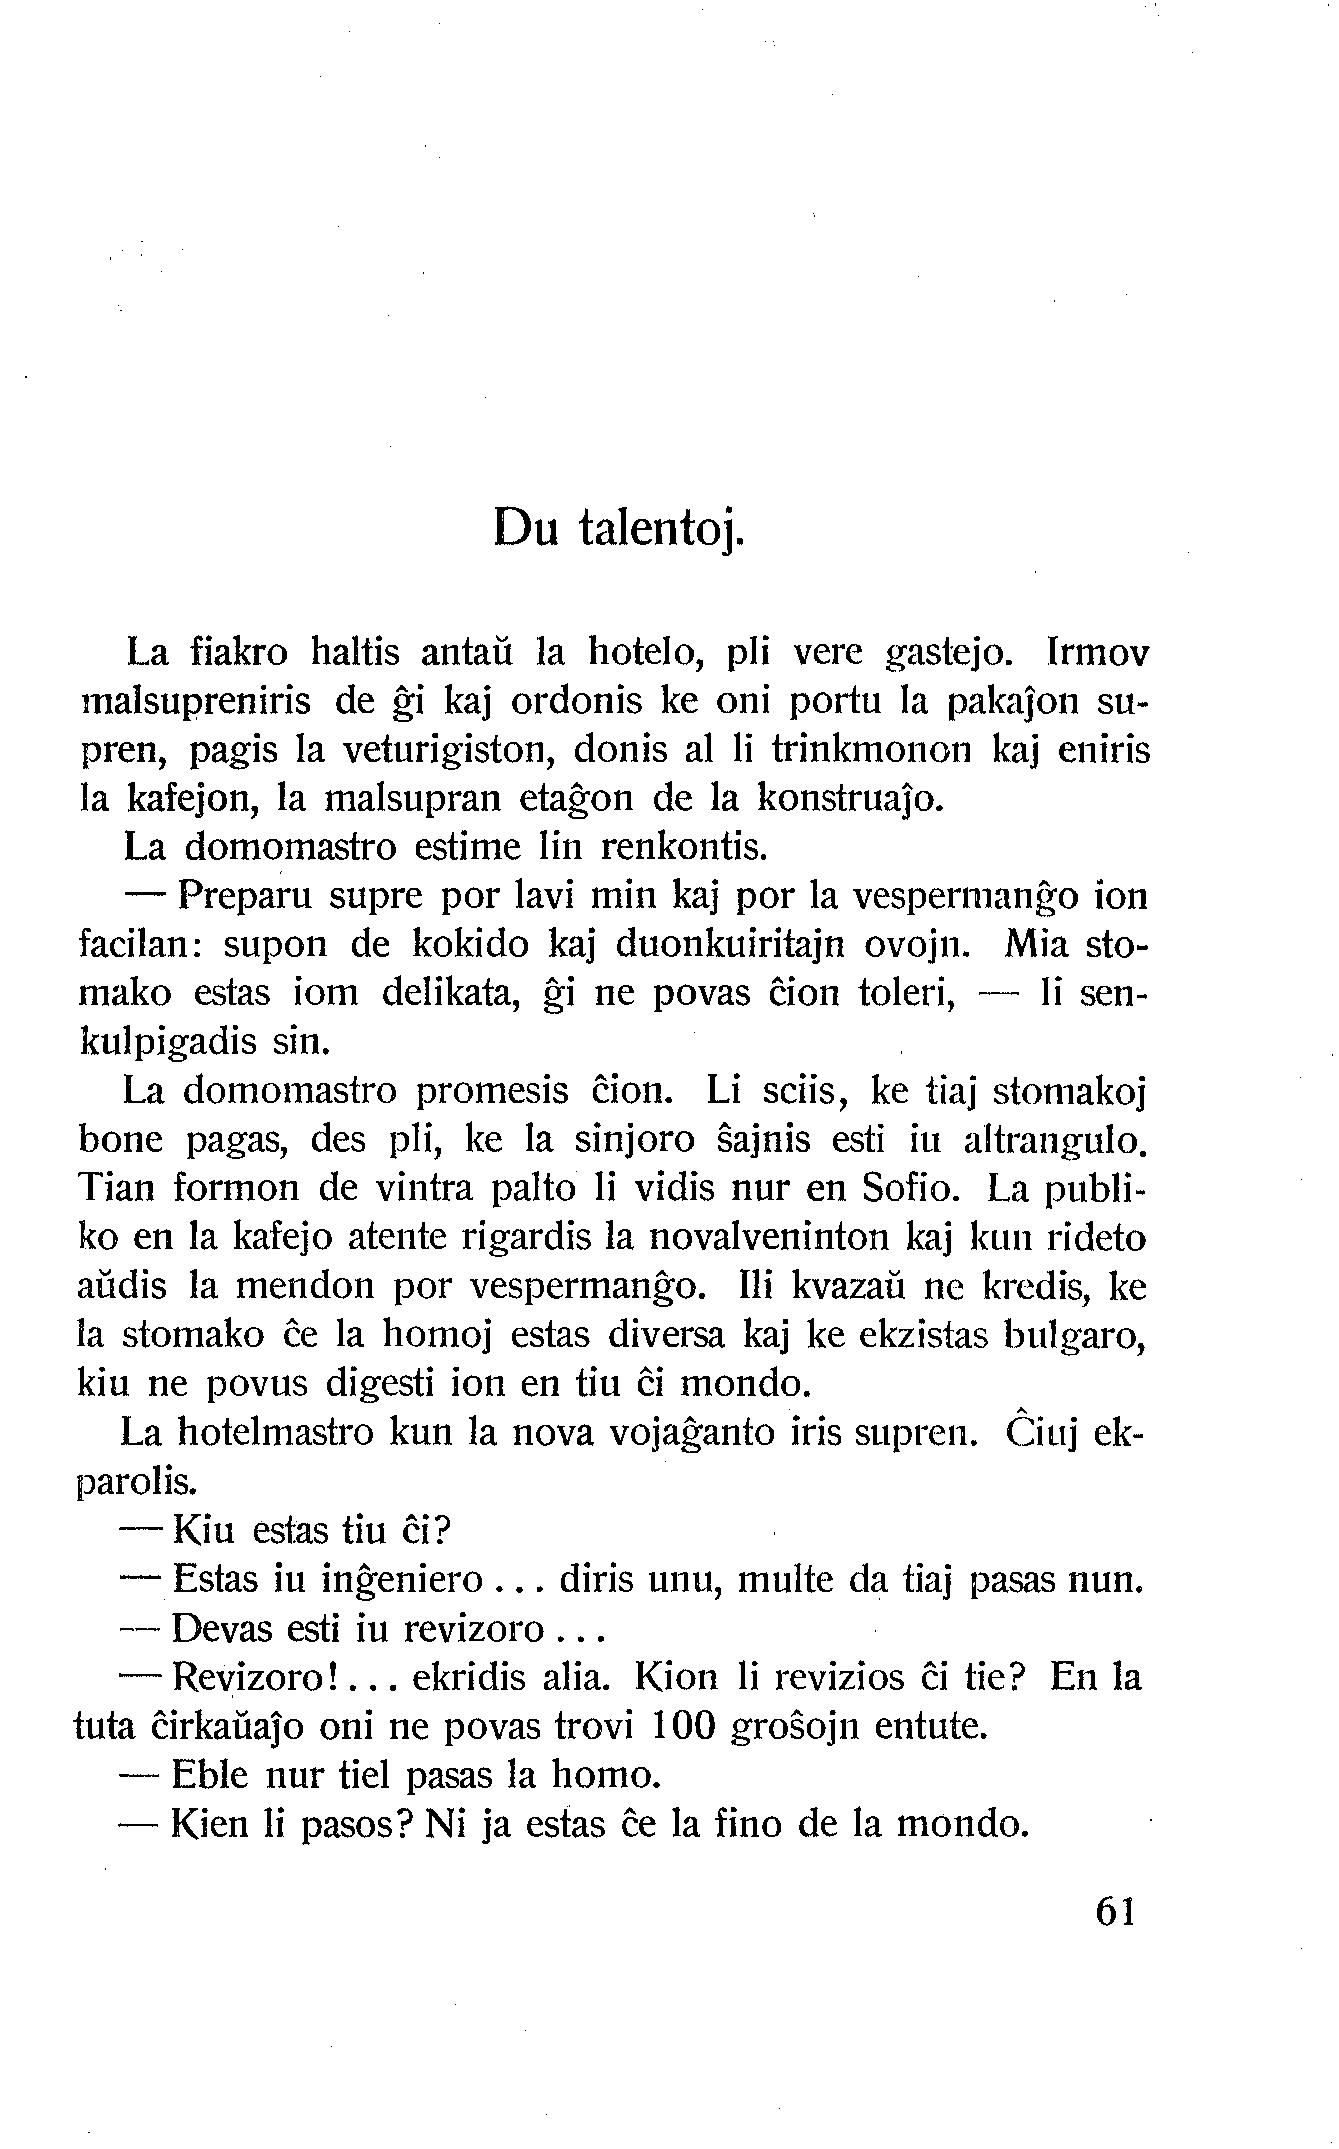 Du talentoj.
La fiakro haltis antaŭ la hotelo, pli vere gastejo. Irmov
malsupreniris de ĝi kaj ordonis ke oni portu la pakaĵon su-
pren, pagis la veturigiston, donis al li trinkmonon kaj eniris
la kafejon, la malsupran etaĝon de la konstruaĵo.
La domomastro estime lin renkontis.
— Preparu supre por lavi min kaj por la vespermanĝo ion
facilan: supon de kokido kaj duonkuiritajn ovojn. Mia sto-
mako estas iom delikata, ĝi ne povas ĉion toleri, — li sen-
kulpigadis sin.
La domomastro promesis ĉion. Li sciis, ke tiaj stomakoj
bone pagas, des pli, ke la sinjoro ŝajnis esti iu altrangulo.
Tian formon de vintra palto li vidis nur en Sofio. La publi-
ko en la kafejo atente rigardis la novalveninton kaj kun rideto
aŭdis la mendon por vespermanĝo. Ili kvazaŭ ne kredis, ke
la stomako ĉe la homoj estas diversa kaj ke ekzistas bulgaro,
kiu ne povus digesti ion en tiu ĉi mondo.
La hotelmastro kun la nova vojaĝanto iris supren. Ĉiuj ek-
parolis.
— Kiu estas tiu ĉi?
— Estas iu inĝeniero ... diris unu, multe da tiaj pasas nun.
— Devas esti iu revizoro ...
— Revizoro! ... ekridis alia. Kion li revizios ĉi tie? En la
tuta ĉirkaŭaĵo oni ne povas trovi 100 groŝojn entute.
— Eble nur tiel pasas la homo.
— Kien li pasos? Ni ja estas ĉe la fino de la mondo.
61